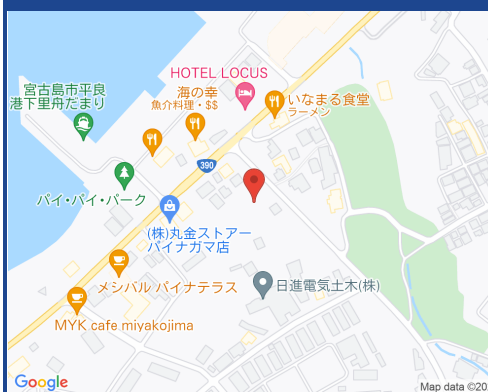 HOTEL LOCUS
海の幸
魚介料理・$$
いなまる食堂
ラーメン
宮古島市平良
港下里舟だまり
390
パイ・パイ・パーク
(株)丸金ストアー
パイナガマ店
メシバル パイナテラス
日進電気土木(株)
MYK cafe miyakojima
Google
Map data ©20